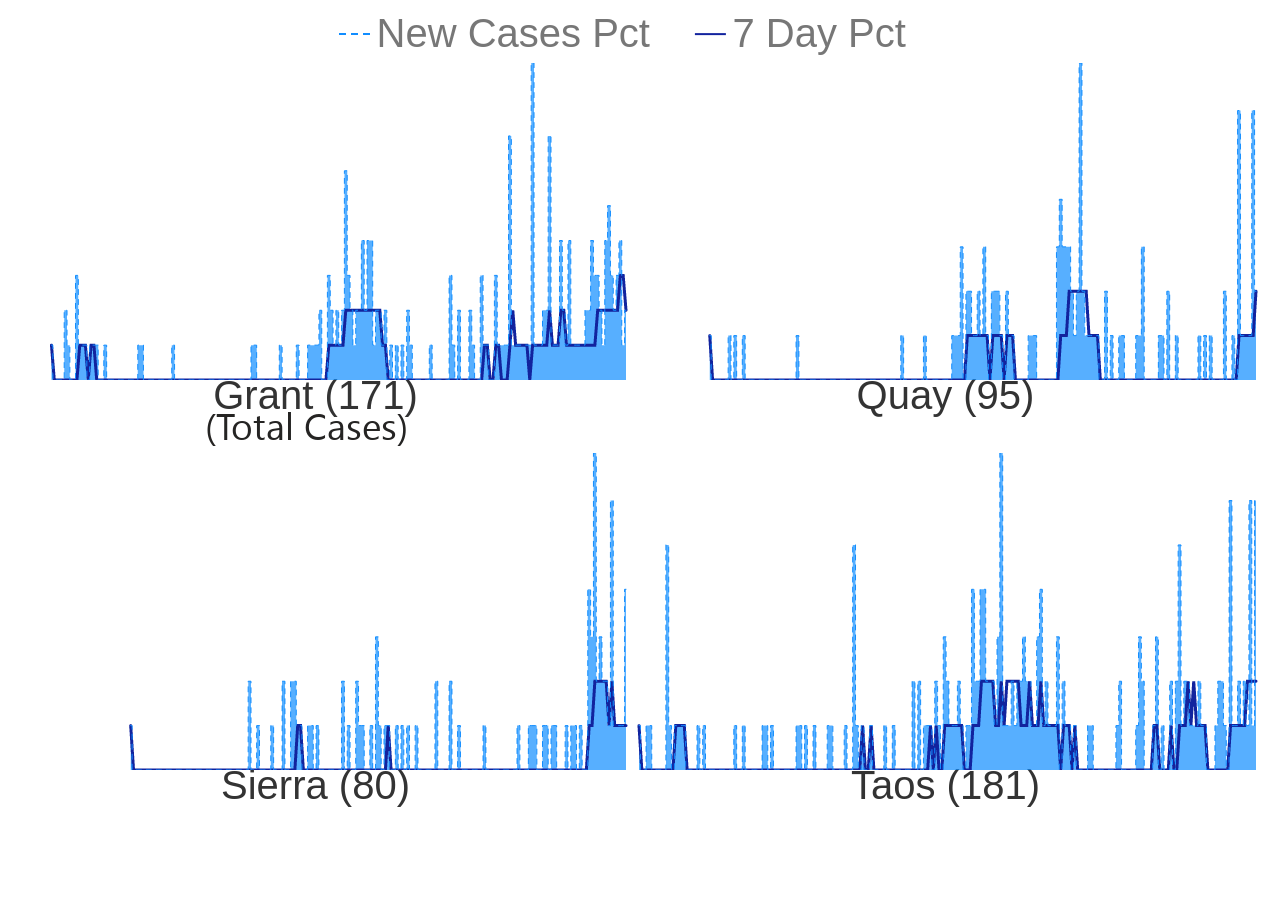 New Cases Pct 7 Day Pct
Grant (171)
(Total Cases)
Quay (95)
Sierra (80)
Taos (181)